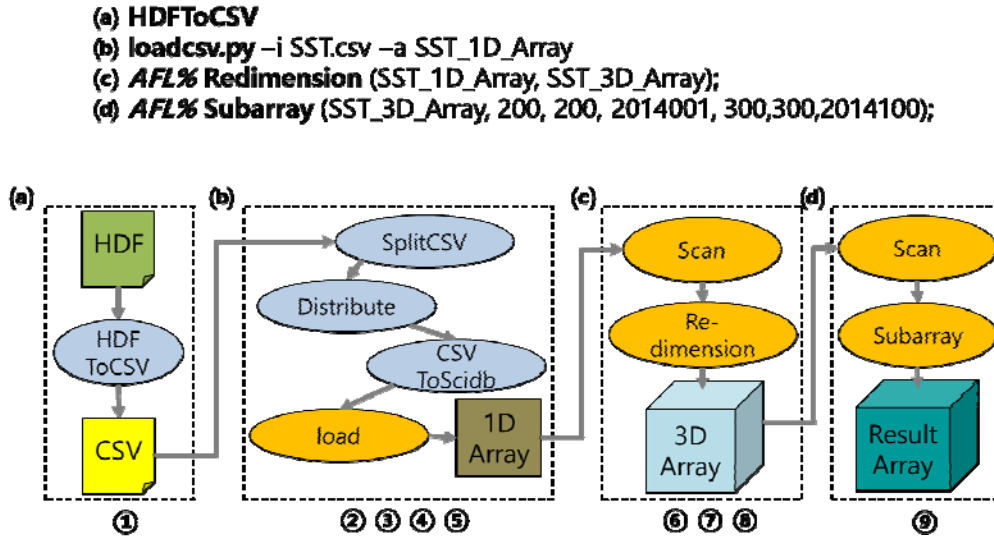 (a) HDFToCSV
(b) loadcsv.py –i SST.csv –a SST_1D_Array
(c) AFL% Redimension (SST_1D_Array, SST_3D_Array);
(d) AFL% Subarray (SST_3D_Array, 200, 200, 2014001, 300,300,2014100);
(a)
HDF
HDF
ToCSV
CSV
①
(b)
SplitCSV
Distribute
CSV
ToScidb
load
1D
Array
② ③ ④ ⑤
(c)
Scan
Re-
dimension
3D
Array
⑥ ⑦ ⑧
(d)
Scan
Subarray
Result
Array
⑨